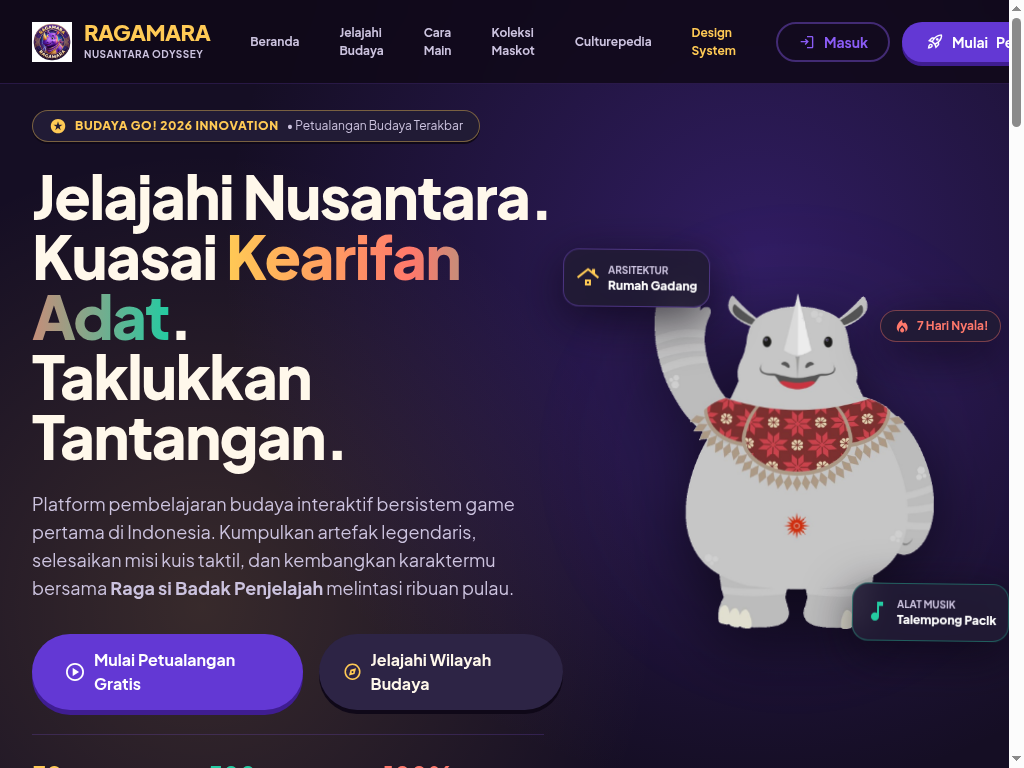 RAGAMARA
NUSANTARA ODYSSEY
Beranda
Jelajahi
Budaya
Cara
Main
Koleksi
Maskot
Culturepedia
Design
System
Masuk
Mulai Pe
BUDAYA GO! 2026 INNOVATION • Petualangan Budaya Terakbar
Jelajahi Nusantara.
Kuasai Kearifan
Adat.
Taklukkan
Tantangan.
Platform pembelajaran budaya interaktif bersistem game
pertama di Indonesia. Kumpulkan artefak legendaris,
selesaikan misi kuis taktil, dan kembangkan karaktermu
bersama Raga si Badak Penjelajah melintasi ribuan pulau.
Mulai Petualangan
Gratis
Jelajahi Wilayah
Budaya
ARSITEKTUR
Rumah Gadang
7 Hari Nyala!
ALAT MUSIK
Talempong Pacik